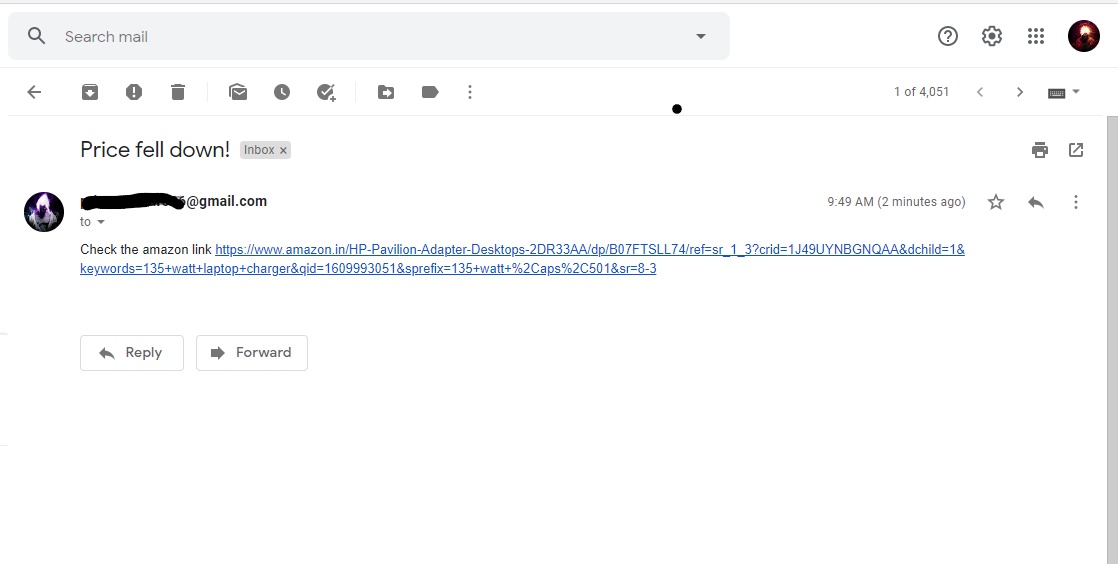 Search mail
1 of 4,051
Price fell down! Inbox ×
@gmail.com
9:49 AM (2 minutes ago)
to
Check the amazon link https://www.amazon.in/HP-Pavilion-Adapter-Desktops-2DR33AA/dp/B07FTSLL74/ref=sr_1_3?crid=1J49UYNBGNQAA&dchild=1&
keywords=135+watt+laptop+charger&qid=1609993051&sprefix=135+watt+%2Caps%2C501&sr=8-3
Reply
Forward